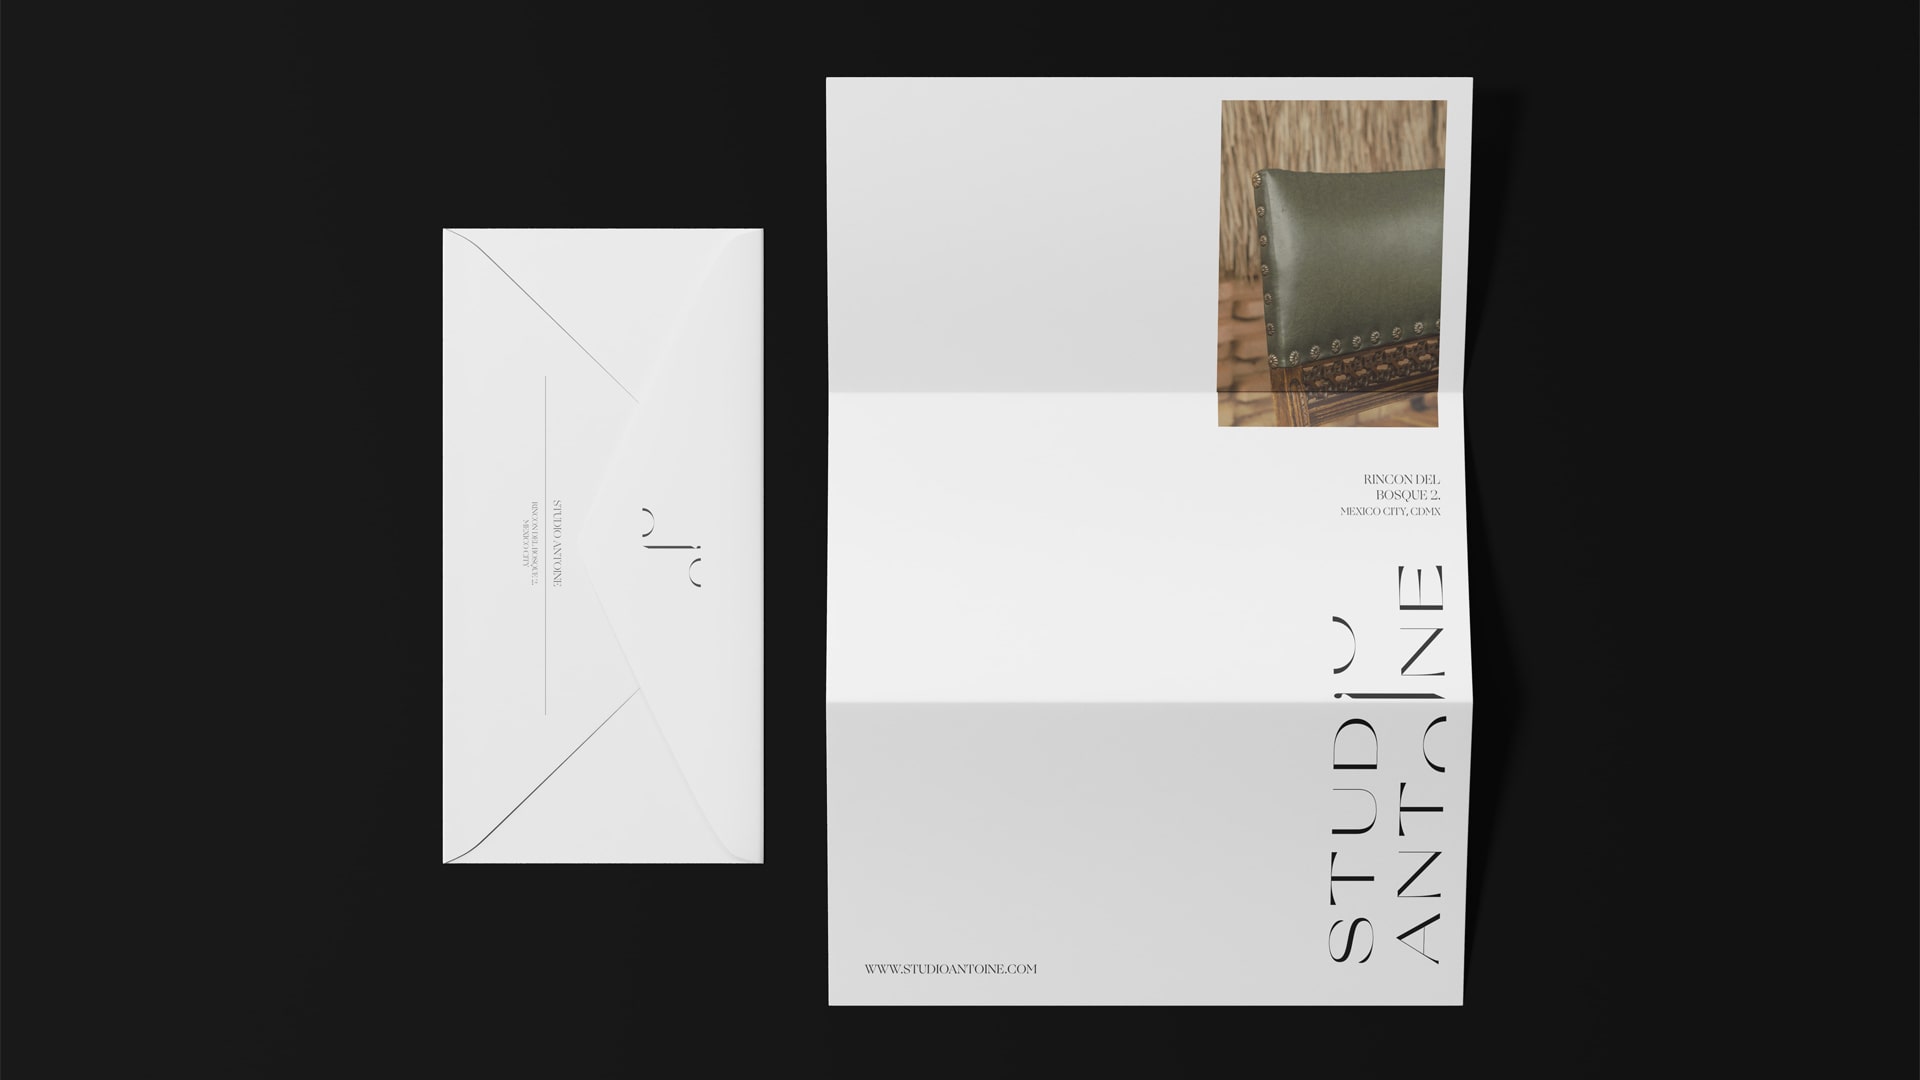 STUDIO ANTOINE
RINCON DEL BOSQUE 2.
MEXICO CITY
RINCON DEL
BOSQUE 2.
MEXICO CITY, CDMX
STUDIO
ANTOINE
WWW.STUDIOANTOINE.COM